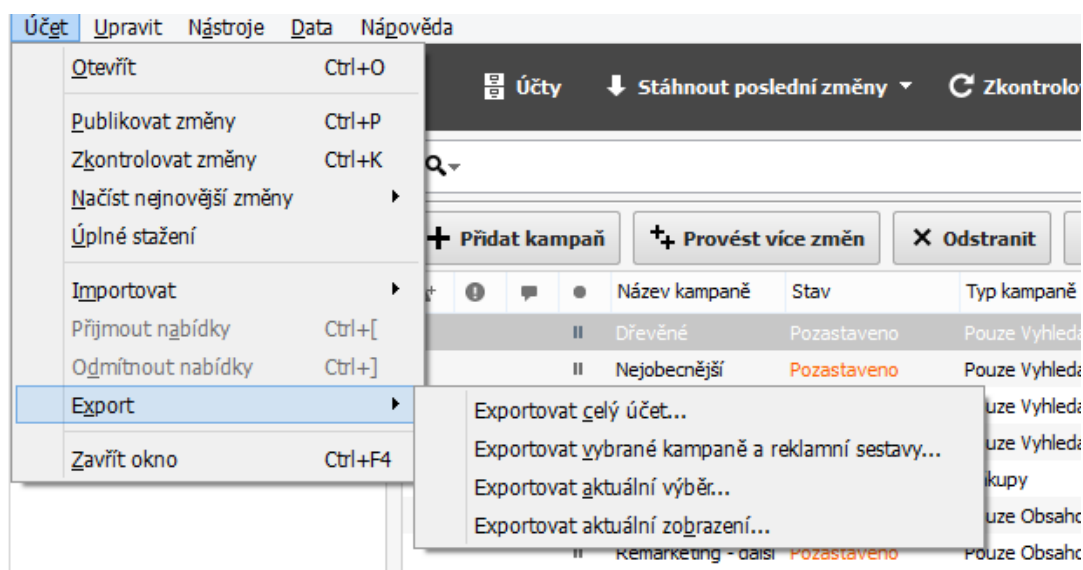 Účet Upravit Nástroje Data Nápověda
Otevřít Ctrl+O
Publikovat změny Ctrl+P
Zkontrolovat změny Ctrl+K
Načíst nejnovější změny
Úplné stažení
Importovat
Přijmout nabídky Ctrl+[
Odmítnout nabídky Ctrl+]
Export
Zavřít okno Ctrl+F4
Exportovat celý účet...
Exportovat vybrané kampaně a reklamní sestavy...
Exportovat aktuální výběr...
Exportovat aktuální zobrazení...
Účty Stáhnout poslední změny Zkontrolov
Přidat kampaň Provést více změn Odstranit
Název kampaně Stav Typ kampaně
Dřevěné Pozastaveno Pouze Vyhleda
Nejobecnější Pozastaveno Pouze Vyhleda
ouze Vyhleda
uze Vyhleda
kupy
uze Obsaho
Remarketing - další Pozastaveno Pouze Obsaho